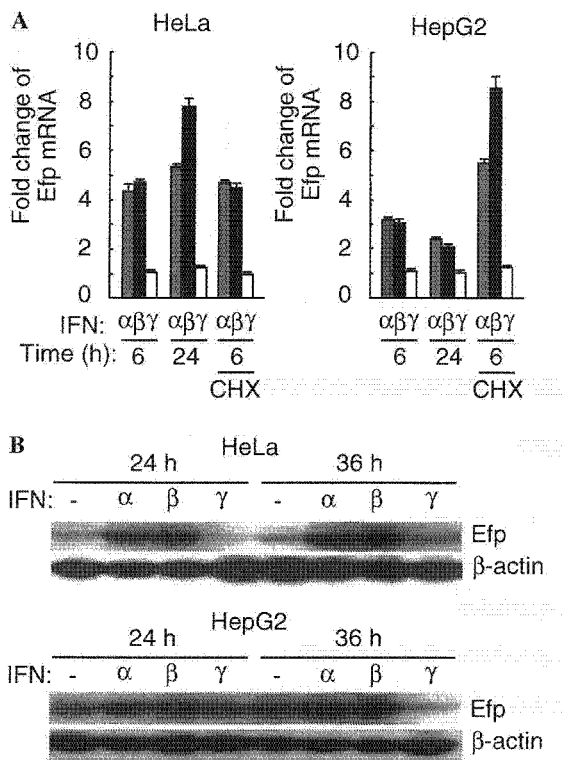 A
HeLa
HepG2
Fold change of
Efp mRNA
10
8
6
4
2
0
IFN: αβγ αβγ αβγ
Time (h): 6 24 6
CHX
Fold change of
Efp mRNA
10
8
6
4
2
0
αβγ αβγ αβγ
6 24 6
CHX
B
HeLa
24 h 36 h
IFN: - α β γ - α β γ
Efp
β-actin
HepG2
24 h 36 h
IFN: - α β γ - α β γ
Efp
β-actin